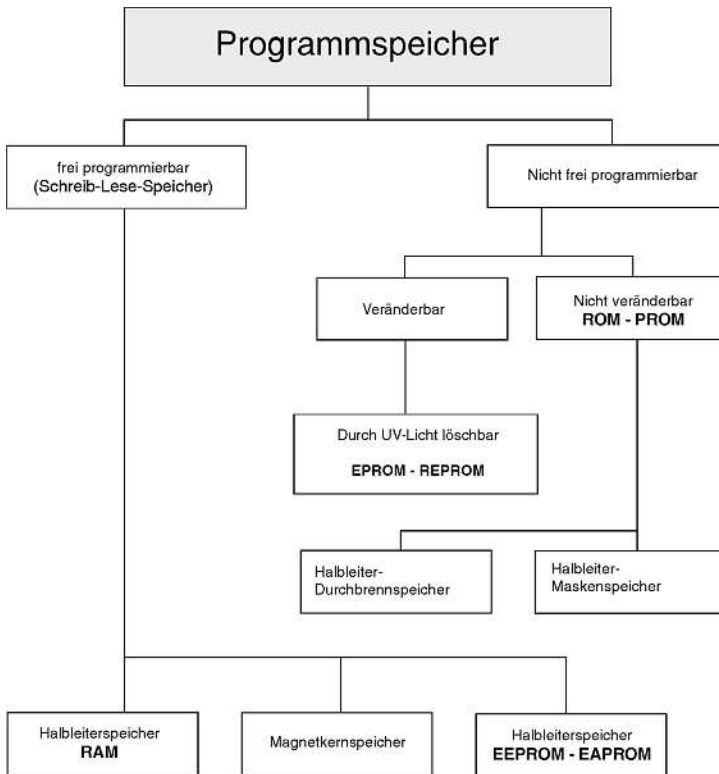 Programmspeicher
frei programmierbar
(Schreib-Lese-Speicher)
Nicht frei programmierbar
Veränderbar
Nicht veränderbar
ROM - PROM
Durch UV-Licht löschbar
EPROM - REPROM
Halbleiter-
Durchbrennspeicher
Halbleiter-
Maskenspeicher
Halbleiterspeicher
RAM
Magnetkernspeicher
Halbleiterspeicher
EEPROM - EAPROM